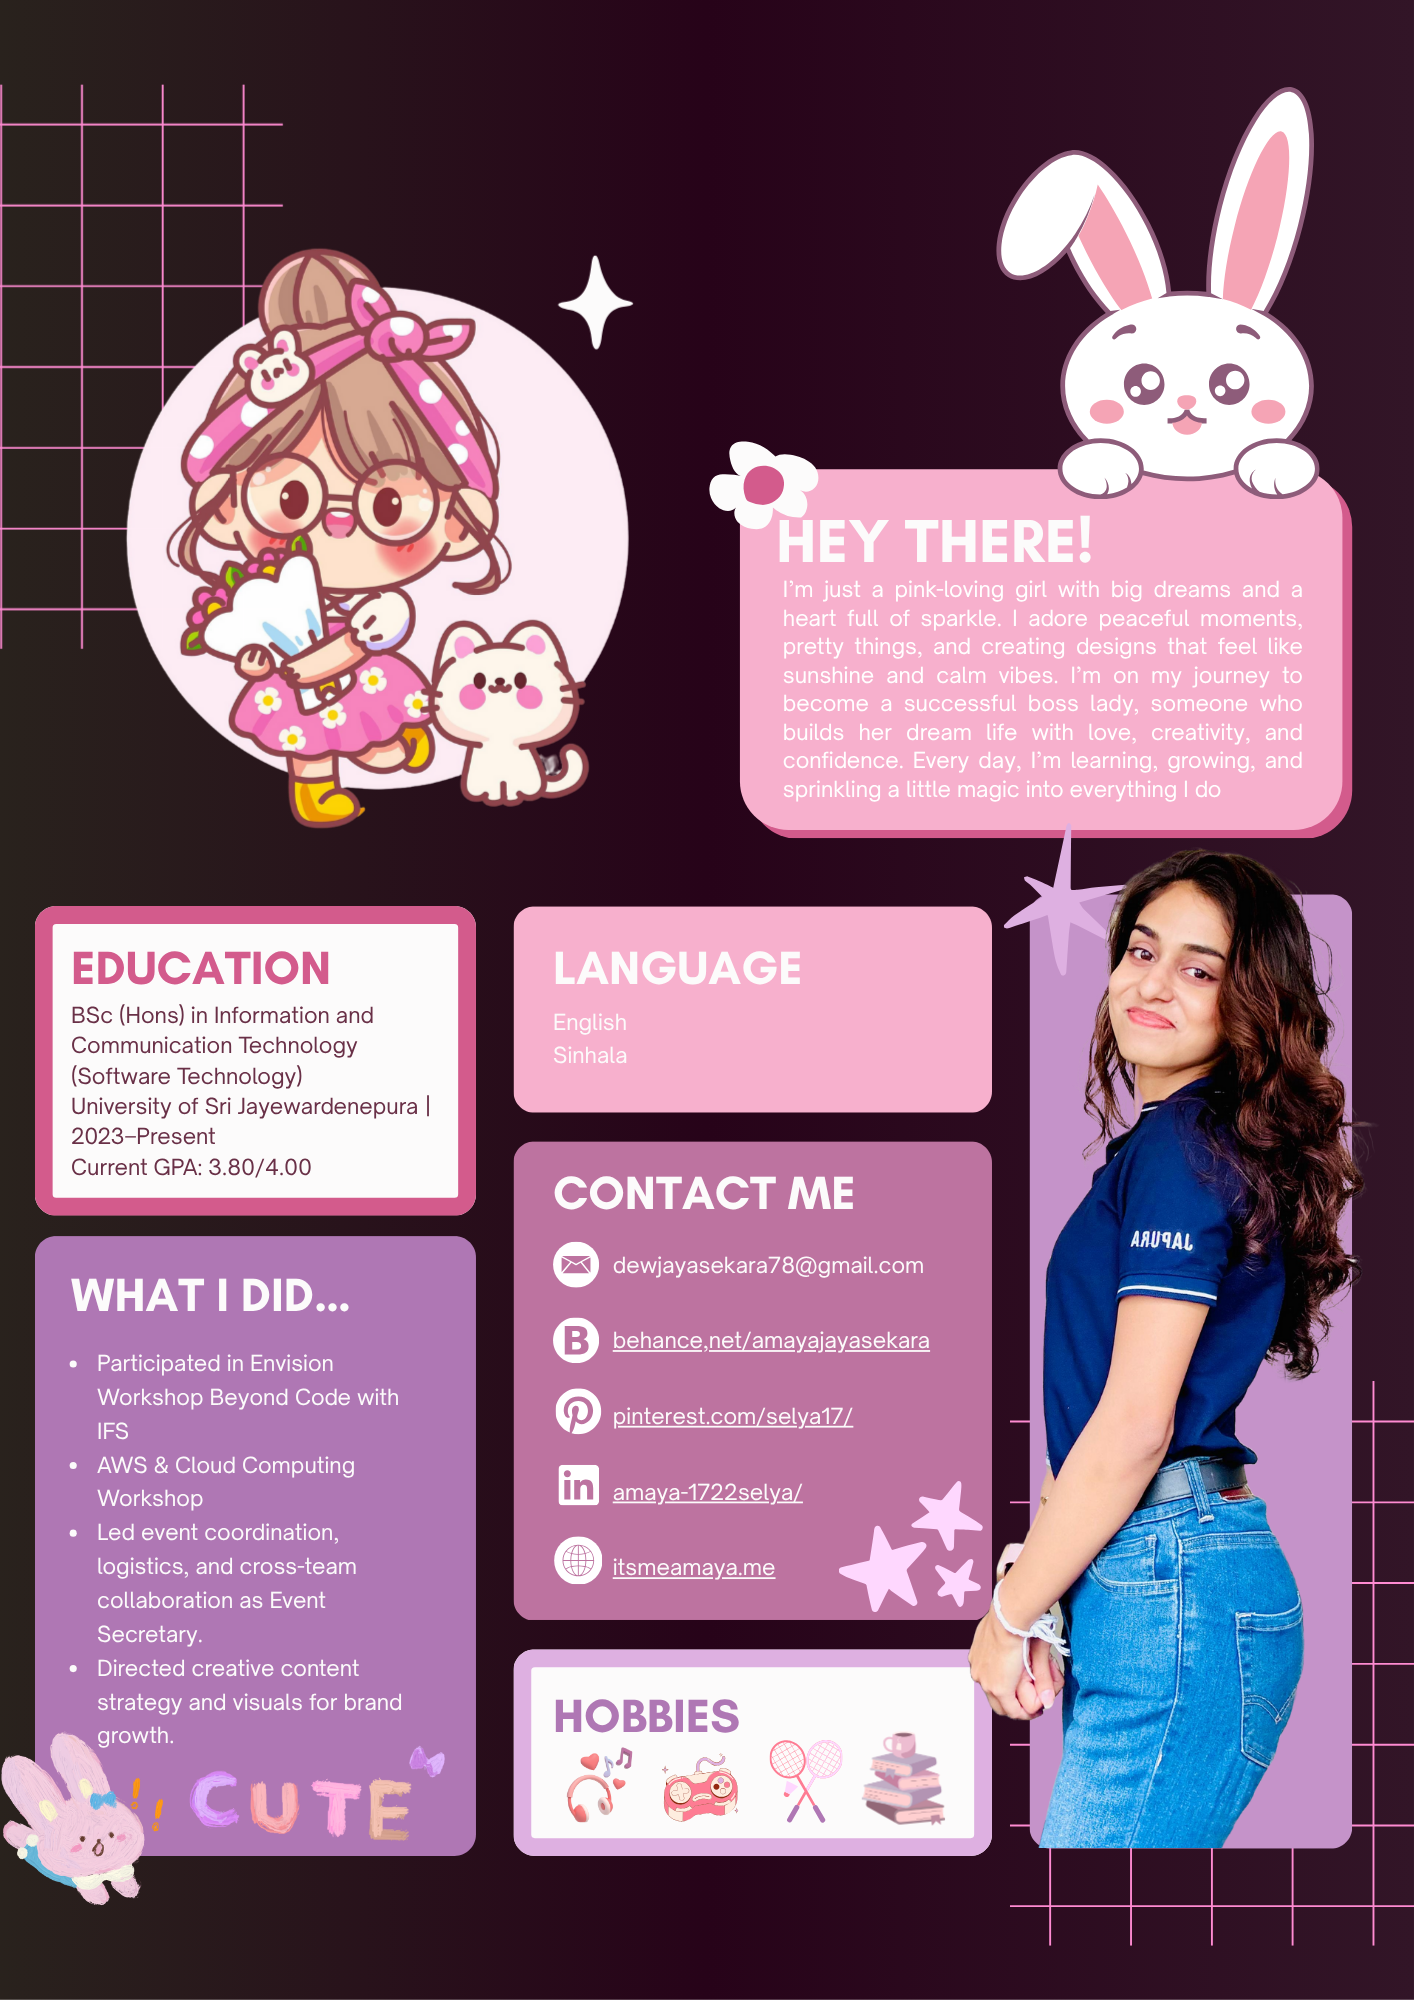 HEY THERE!
I'm just a pink-loving girl with big dreams and a
heart full of sparkle. I adore peaceful moments,
pretty things, and creating designs that feel like
sunshine and calm vibes. I'm on my journey to
become a successful boss lady, someone who
builds her dream life with love, creativity, and
confidence. Every day, I'm learning, growing, and
sprinkling a little magic into everything I do
EDUCATION
BSc (Hons) in Information and
Communication Technology
(Software Technology)
University of Sri Jayewardenepura |
2023–Present
Current GPA: 3.80/4.00
WHAT I DID...
• Participated in Envision
Workshop Beyond Code with
IFS
• AWS & Cloud Computing
Workshop
• Led event coordination,
logistics, and cross-team
collaboration as Event
Secretary.
• Directed creative content
strategy and visuals for brand
growth.
!! CUTE
LANGUAGE
English
Sinhala
CONTACT ME
dewjayasekara78@gmail.com
B behance,net/amayajayasekara
pinterest.com/selya17/
in amaya-1722selya/
itsmeamaya.me
HOBBIES
JAPURA